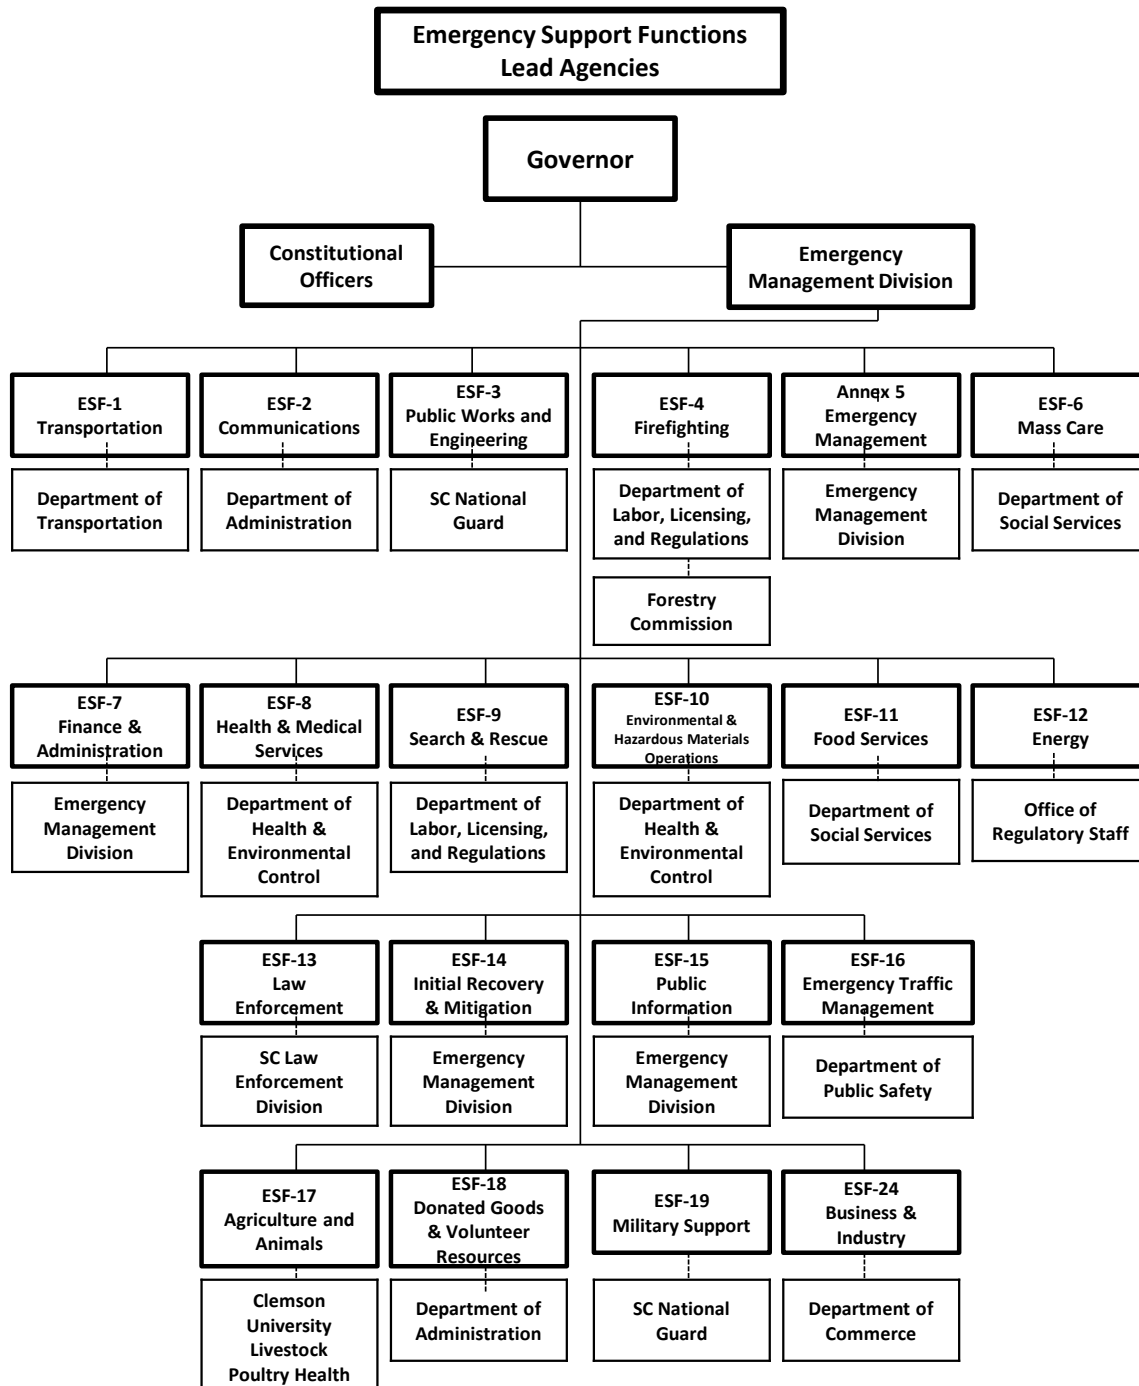 Emergency Support Functions
Lead Agencies
Governor
Constitutional
Officers
Emergency
Management Division
ESF-1
Transportation
ESF-2
Communications
ESF-3
Public Works and
Engineering
ESF-4
Firefighting
Annex 5
Emergency
Management
ESF-6
Mass Care
Department of
Transportation
Department of
Administration
SC National
Guard
Department of
Labor, Licensing,
and Regulations
Emergency
Management
Division
Department of
Social Services
Forestry
Commission
ESF-7
Finance &
Administration
ESF-8
Health & Medical
Services
ESF-9
Search & Rescue
ESF-10
Environmental &
Hazardous Materials
Operations
ESF-11
Food Services
ESF-12
Energy
Emergency
Management
Division
Department of
Health &
Environmental
Control
Department of
Labor, Licensing,
and Regulations
Department of
Health &
Environmental
Control
Department of
Social Services
Office of
Regulatory Staff
ESF-13
Law
Enforcement
ESF-14
Initial Recovery
& Mitigation
ESF-15
Public
Information
ESF-16
Emergency Traffic
Management
SC Law
Enforcement
Division
Emergency
Management
Division
Emergency
Management
Division
Department of
Public Safety
ESF-17
Agriculture and
Animals
ESF-18
Donated Goods
& Volunteer
Resources
ESF-19
Military Support
ESF-24
Business &
Industry
Clemson
University
Livestock
Poultry Health
Department of
Administration
SC National
Guard
Department of
Commerce